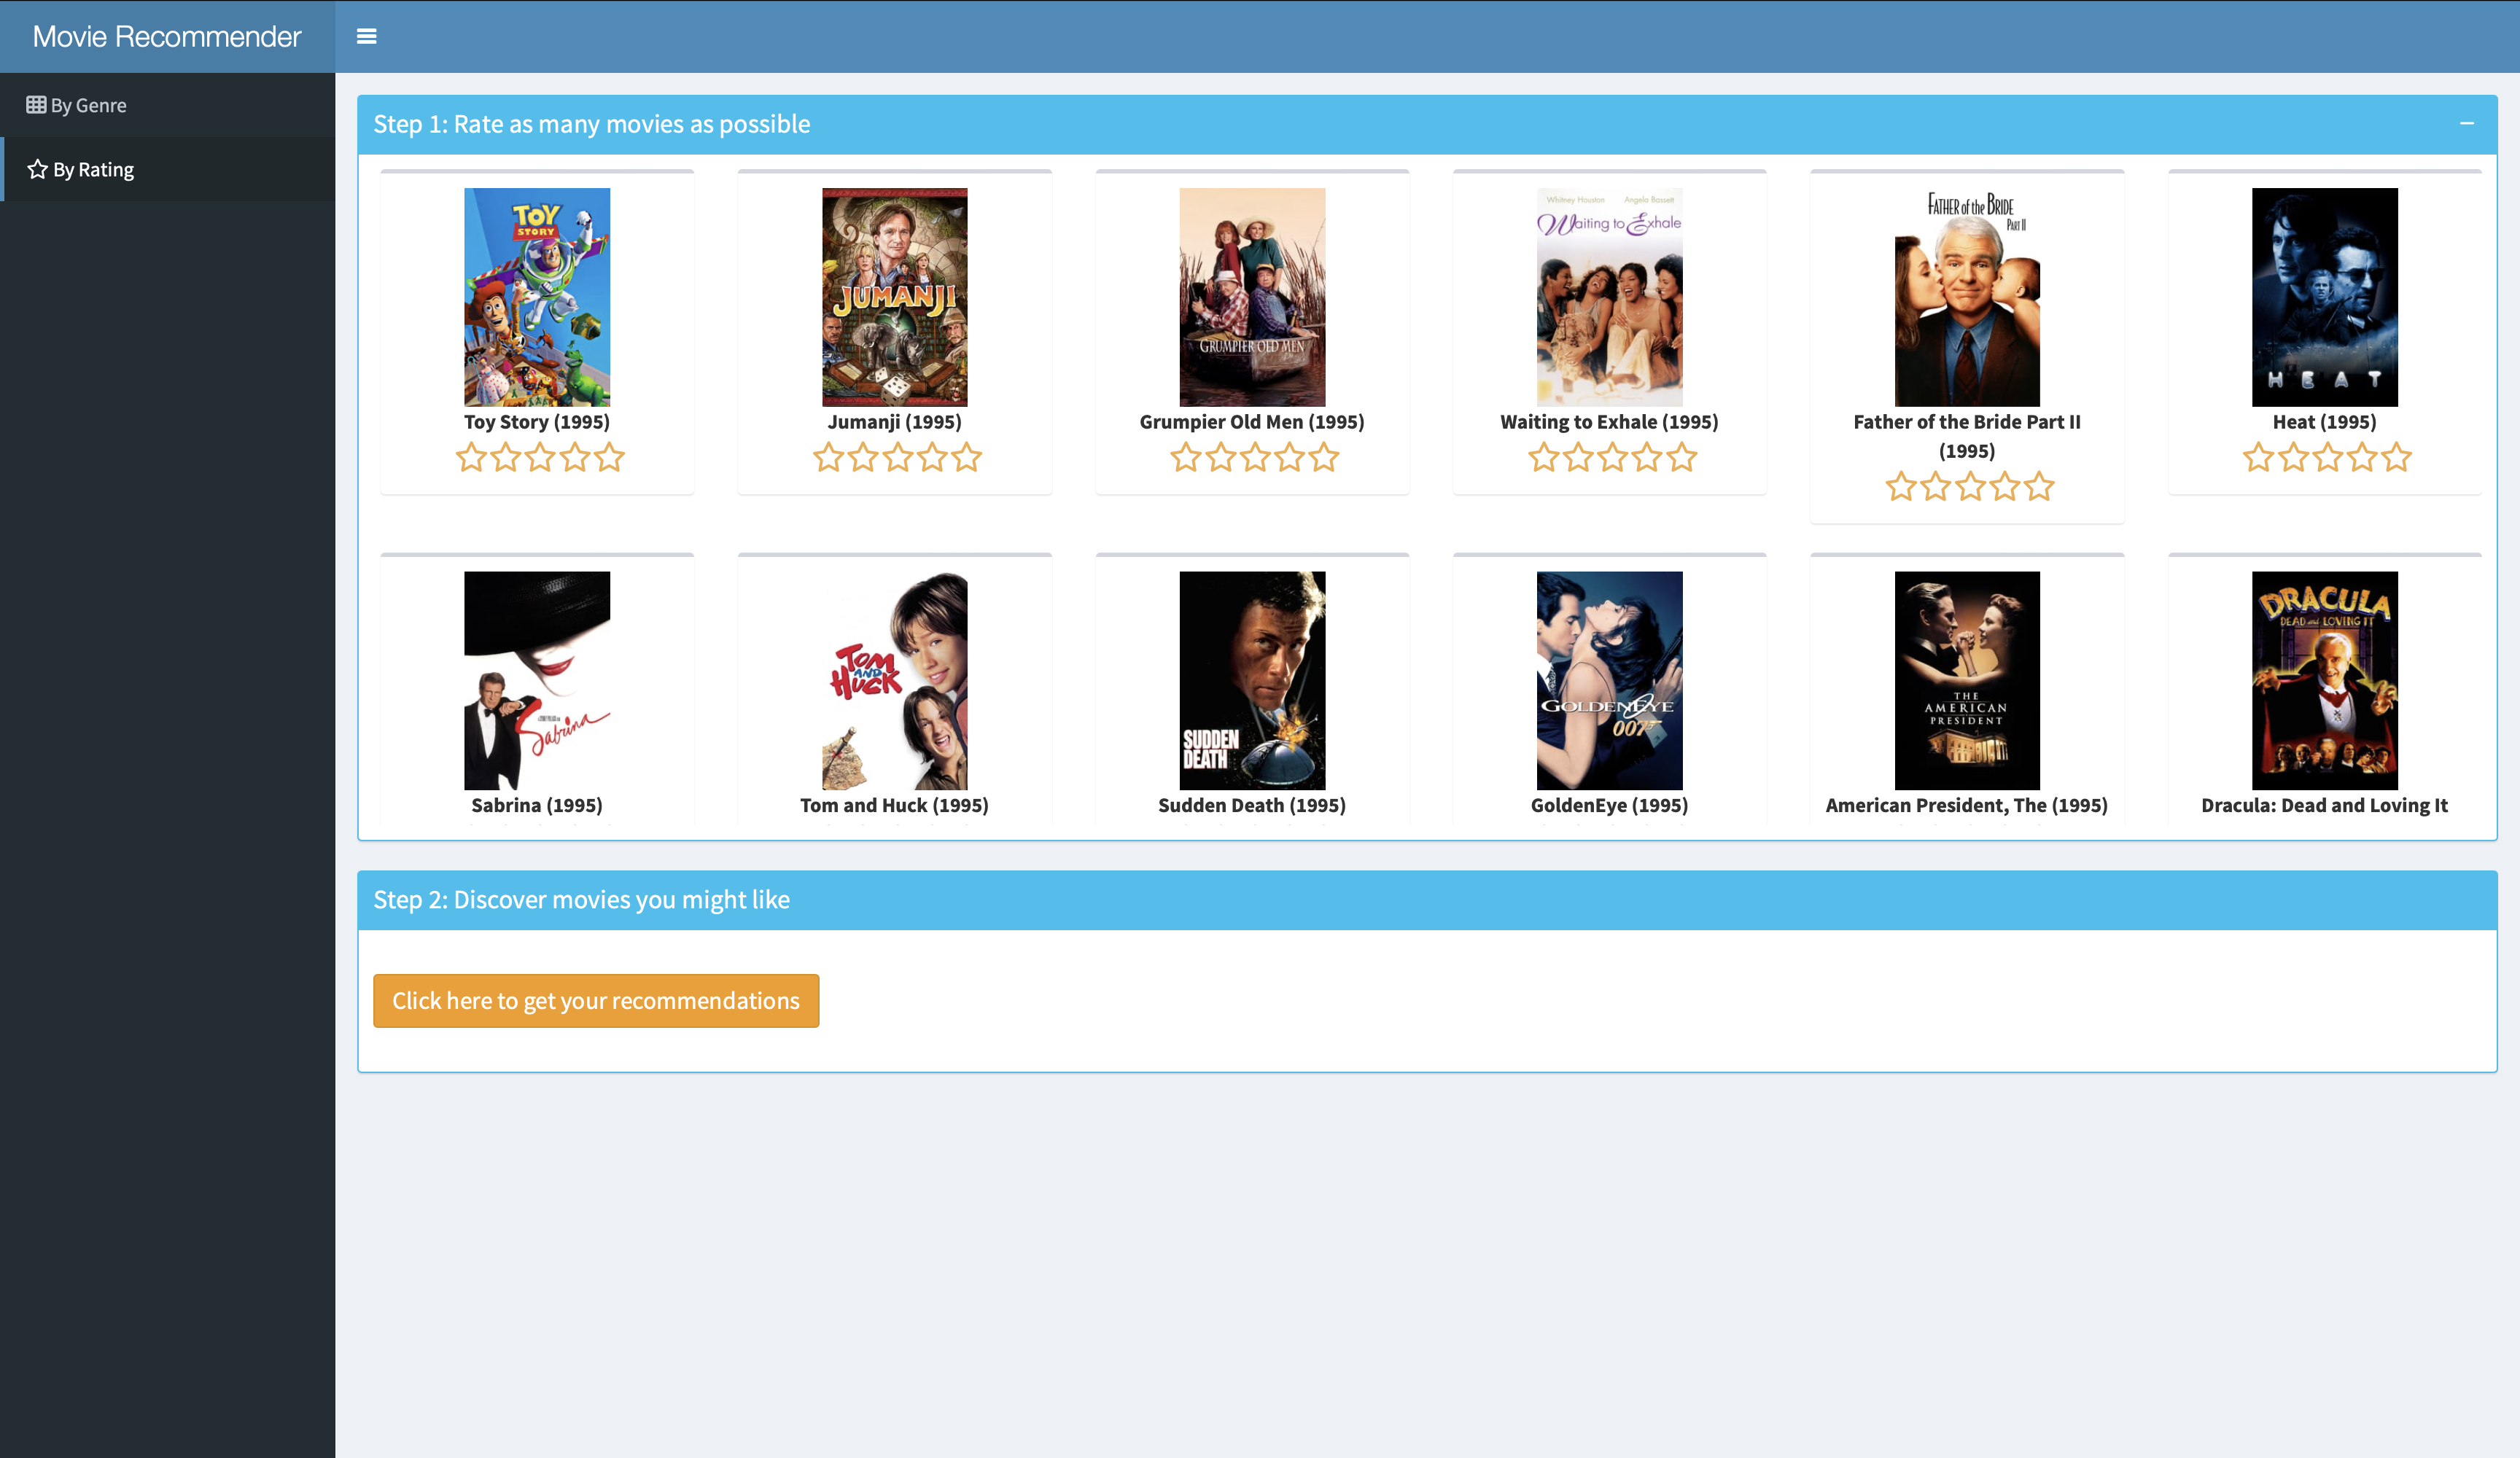 Movie Recommender
By Genre
By Rating
Step 1: Rate as many movies as possible
TOY
STORY
JUMANJI
GRUMPIER OLD MEN
Whitney Houston Angela Bassett
Waiting to Exhale
FATHER of the BRIDE
PART II
HEAT
Toy Story (1995)
Jumanji (1995)
Grumpier Old Men (1995)
Waiting to Exhale (1995)
Father of the Bride Part II
(1995)
Heat (1995)
Sabrina
TOM
AND
HUCK
SUDDEN
DEATH
GOLDENEYE
007
THE
AMERICAN
PRESIDENT
DRACULA
DEAD and LOVING IT
Sabrina (1995)
Tom and Huck (1995)
Sudden Death (1995)
GoldenEye (1995)
American President, The (1995)
Dracula: Dead and Loving It
Step 2: Discover movies you might like
Click here to get your recommendations